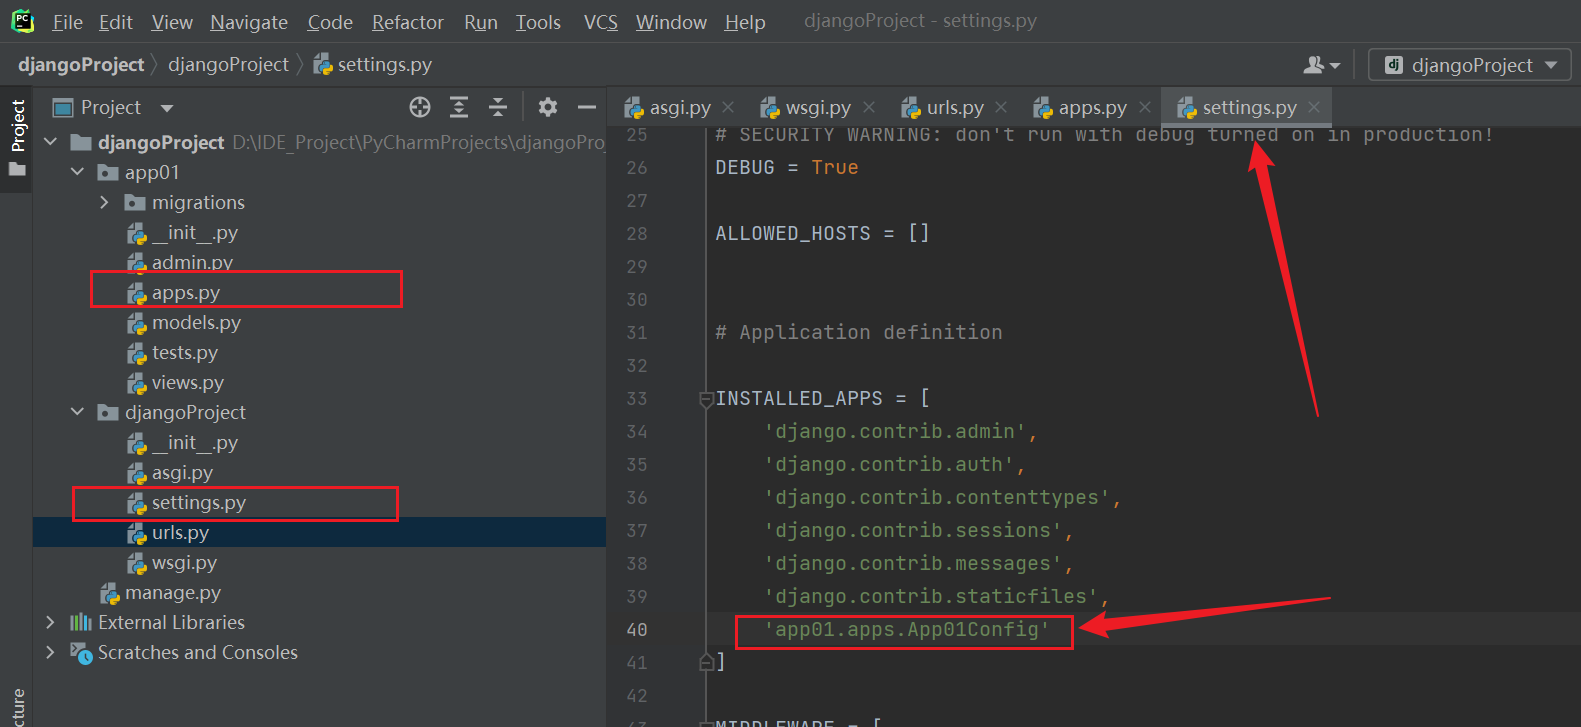 PC File Edit View Navigate Code Refactor Run Tools VCS Window Help djangoProject - settings.py
djangoProject djangoProject settings.py
dj djangoProject
Project
Project
djangoProject D:\IDE_Project\PyCharmProjects\djangoProj
app01
migrations
__init__.py
admin.py
apps.py
models.py
tests.py
views.py
djangoProject
__init__.py
asgi.py
settings.py
urls.py
wsgi.py
manage.py
External Libraries
Scratches and Consoles
cture
asgi.py wsgi.py urls.py apps.py settings.py
25 # SECURITY WARNING: don't run with debug turned on in production!
26 DEBUG = True
27
28 ALLOWED_HOSTS = []
29
30
31 # Application definition
32
33 INSTALLED_APPS = [
34 'django.contrib.admin',
35 'django.contrib.auth',
36 'django.contrib.contenttypes',
37 'django.contrib.sessions',
38 'django.contrib.messages',
39 'django.contrib.staticfiles',
40 'app01.apps.App01Config'
41 ]
42
43 MIDDLEWARE = [